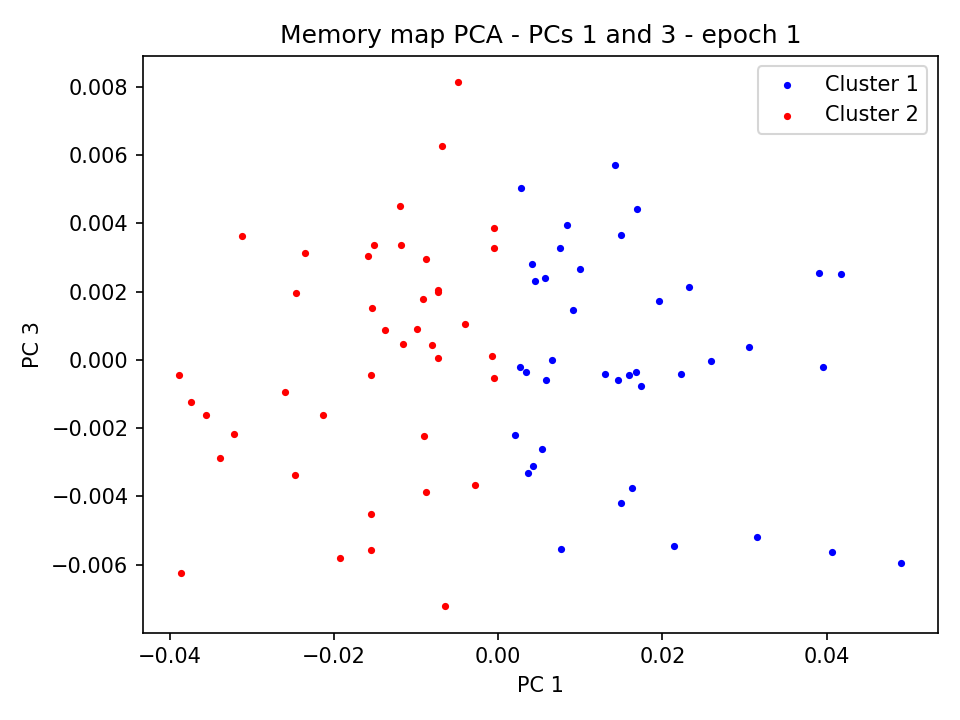 Memory map PCA - PCs 1 and 3 - epoch 1
Cluster 1
Cluster 2
0.008
0.006
0.004
0.002
0.000
−0.002
−0.004
−0.006
PC 3
−0.04
−0.02
0.00
0.02
0.04
PC 1